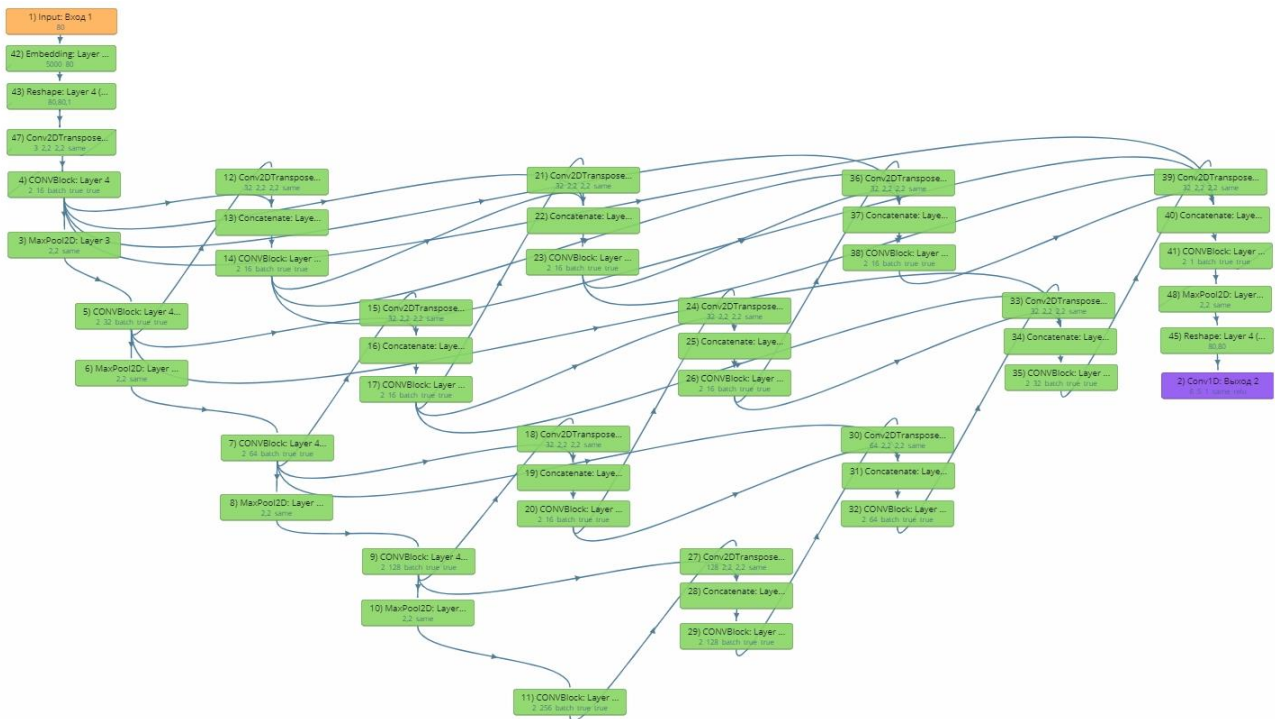 1) Input: Вход 1
80
42) Embedding: Layer ...
5000 80
43) Reshape: Layer 4 (...
80,80,1
47) Conv2DTranspose...
3 2,2 2,2 same
4) CONVBlock: Layer 4
2 16 batch true true
3) MaxPool2D: Layer 3
2,2 same
5) CONVBlock: Layer 4...
2 32 batch true true
6) MaxPool2D: Layer ...
2,2 same
7) CONVBlock: Layer 4...
2 64 batch true true
8) MaxPool2D: Layer ...
2,2 same
9) CONVBlock: Layer 4...
2 128 batch true true
10) MaxPool2D: Layer...
2,2 same
11) CONVBlock: Layer ...
2 256 batch true true
12) Conv2DTranspose...
32 2,2 2,2 same
13) Concatenate: Laye...
14) CONVBlock: Layer ...
2 16 batch true true
15) Conv2DTranspose...
32 2,2 2,2 same
16) Concatenate: Laye...
17) CONVBlock: Layer ...
2 16 batch true true
18) Conv2DTranspose...
32 2,2 2,2 same
19) Concatenate: Laye...
20) CONVBlock: Layer ...
2 16 batch true true
21) Conv2DTranspose...
32 2,2 2,2 same
22) Concatenate: Laye...
23) CONVBlock: Layer ...
2 16 batch true true
24) Conv2DTranspose...
32 2,2 2,2 same
25) Concatenate: Laye...
26) CONVBlock: Layer ...
2 16 batch true true
27) Conv2DTranspose...
128 2,2 2,2 same
28) Concatenate: Laye...
29) CONVBlock: Layer ...
2 128 batch true true
30) Conv2DTranspose...
64 2,2 2,2 same
31) Concatenate: Laye...
32) CONVBlock: Layer ...
2 64 batch true true
33) Conv2DTranspose...
32 2,2 2,2 same
34) Concatenate: Laye...
35) CONVBlock: Layer ...
2 32 batch true true
36) Conv2DTranspose...
32 2,2 2,2 same
37) Concatenate: Laye...
38) CONVBlock: Layer ...
2 16 batch true true
39) Conv2DTranspose...
32 2,2 2,2 same
40) Concatenate: Laye...
41) CONVBlock: Layer ...
2 1 batch true true
48) MaxPool2D: Layer...
2,2 same
45) Reshape: Layer 4 (...
80,80
2) Conv1D: Выход 2